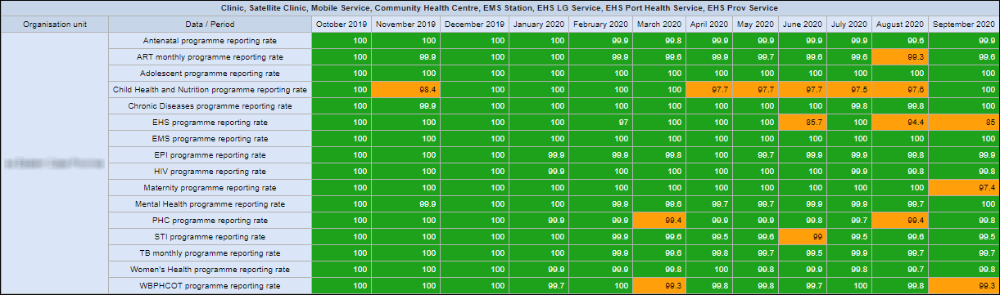 Clinic, Satellite Clinic, Mobile Service, Community Health Centre, EMS Station, EHS LG Service, EHS Port Health Service, EHS Prov Service
Organisation unit Data / Period October 2019 November 2019 December 2019 January 2020 February 2020 March 2020 April 2020 May 2020 June 2020 July 2020 August 2020 September 2020
Antenatal programme reporting rate 100 100 100 100 99.9 99.8 99.9 99.9 99.9 99.9 99.6 99.9
ART monthly programme reporting rate 100 99.9 100 100 99.9 99.6 99.9 99.7 99.6 99.6 99.3 99.6
Adolescent programme reporting rate 100 100 100 100 100 100 100 100 100 100 100 100
Child Health and Nutrition programme reporting rate 100 98.4 100 100 100 100 97.7 97.7 97.7 97.5 97.6 100
Chronic Diseases programme reporting rate 100 99.9 100 100 100 100 100 100 100 99.8 99.8 100
EHS programme reporting rate 100 100 100 100 97 100 100 100 85.7 100 94.4 85
EMS programme reporting rate 100 100 100 100 100 100 100 100 100 100 100 100
EPI programme reporting rate 100 100 100 99.9 99.9 99.8 100 99.7 99.9 99.9 99.8 99.9
HIV programme reporting rate 100 100 100 99.9 100 100 100 100 100 99.9 99.8 99.8
Maternity programme reporting rate 100 100 100 100 100 100 100 100 100 100 100 97.4
Mental Health programme reporting rate 100 99.9 100 100 99.9 99.6 99.7 99.7 99.9 99.9 99.7 100
PHC programme reporting rate 100 100 100 99.9 99.9 99.4 99.9 99.9 99.8 99.7 99.4 99.8
STI programme reporting rate 100 100 100 100 99.9 99.6 99.5 99.6 99 99.5 99.6 99.5
TB monthly programme reporting rate 100 100 100 100 99.9 99.6 99.8 99.7 99.5 99.9 99.7 99.7
Women's Health programme reporting rate 100 100 100 99.9 99.9 99.8 100 99.8 99.9 99.8 99.7 99.8
WBPHCOT programme reporting rate 100 100 100 99.7 100 99.3 99.8 99.8 99.7 100 99.8 99.3